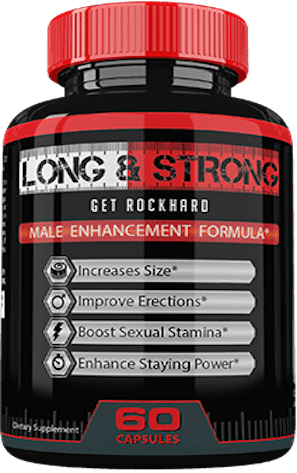 LONG & STRONG
GET ROCKHARD
MALE ENHANCEMENT FORMULA*
Increases Size*
Improve Erections*
Boost Sexual Stamina*
Enhance Staying Power*
Dietary Supplement
60
CAPSULES